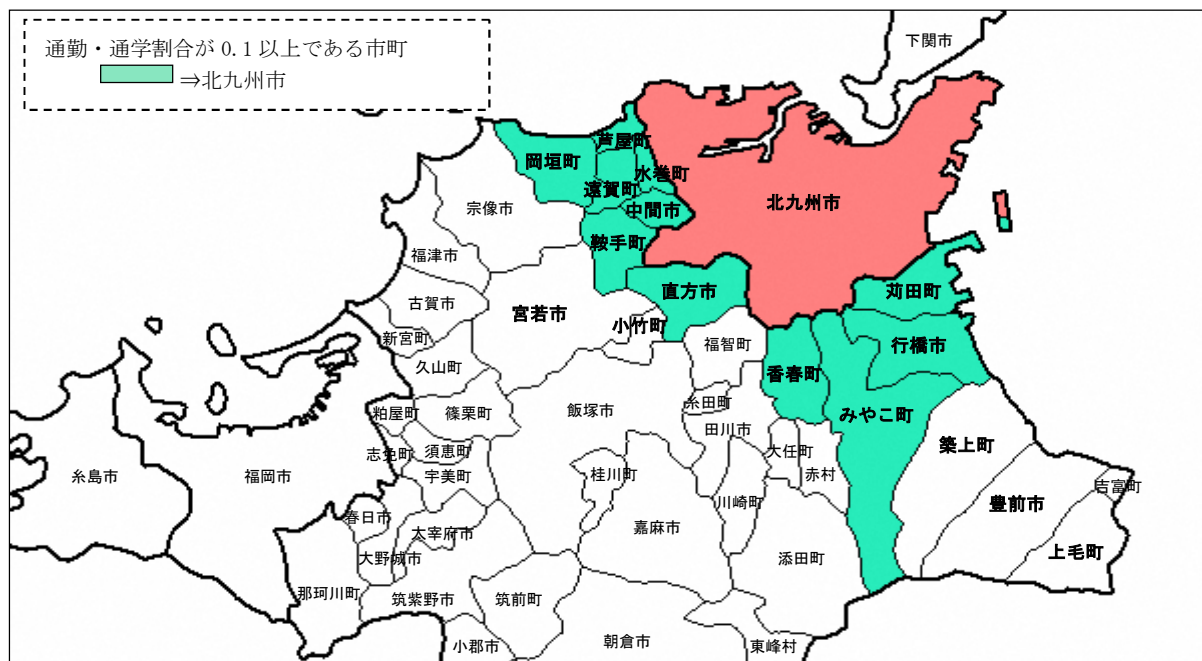 通勤・通学割合が 0.1 以上である市町
⇒北九州市
下関市
芦屋町
岡垣町
水巻町
遠賀町
宗像市
中間市
北九州市
鞍手町
福津市
直方市
苅田町
古賀市
宮若市
小竹町
新宮町
福智町
行橋市
久山町
香春町
糸田町
粕屋町
篠栗町
飯塚市
みやこ町
田川市
志免町
須恵町
大任町
築上町
糸島市
福岡市
宇美町
桂川町
赤村
吉富町
川崎町
豊前市
春日市
太宰府市
嘉麻市
大野城市
添田町
上毛町
那珂川町
筑紫野市
筑前町
小郡市
朝倉市
東峰村